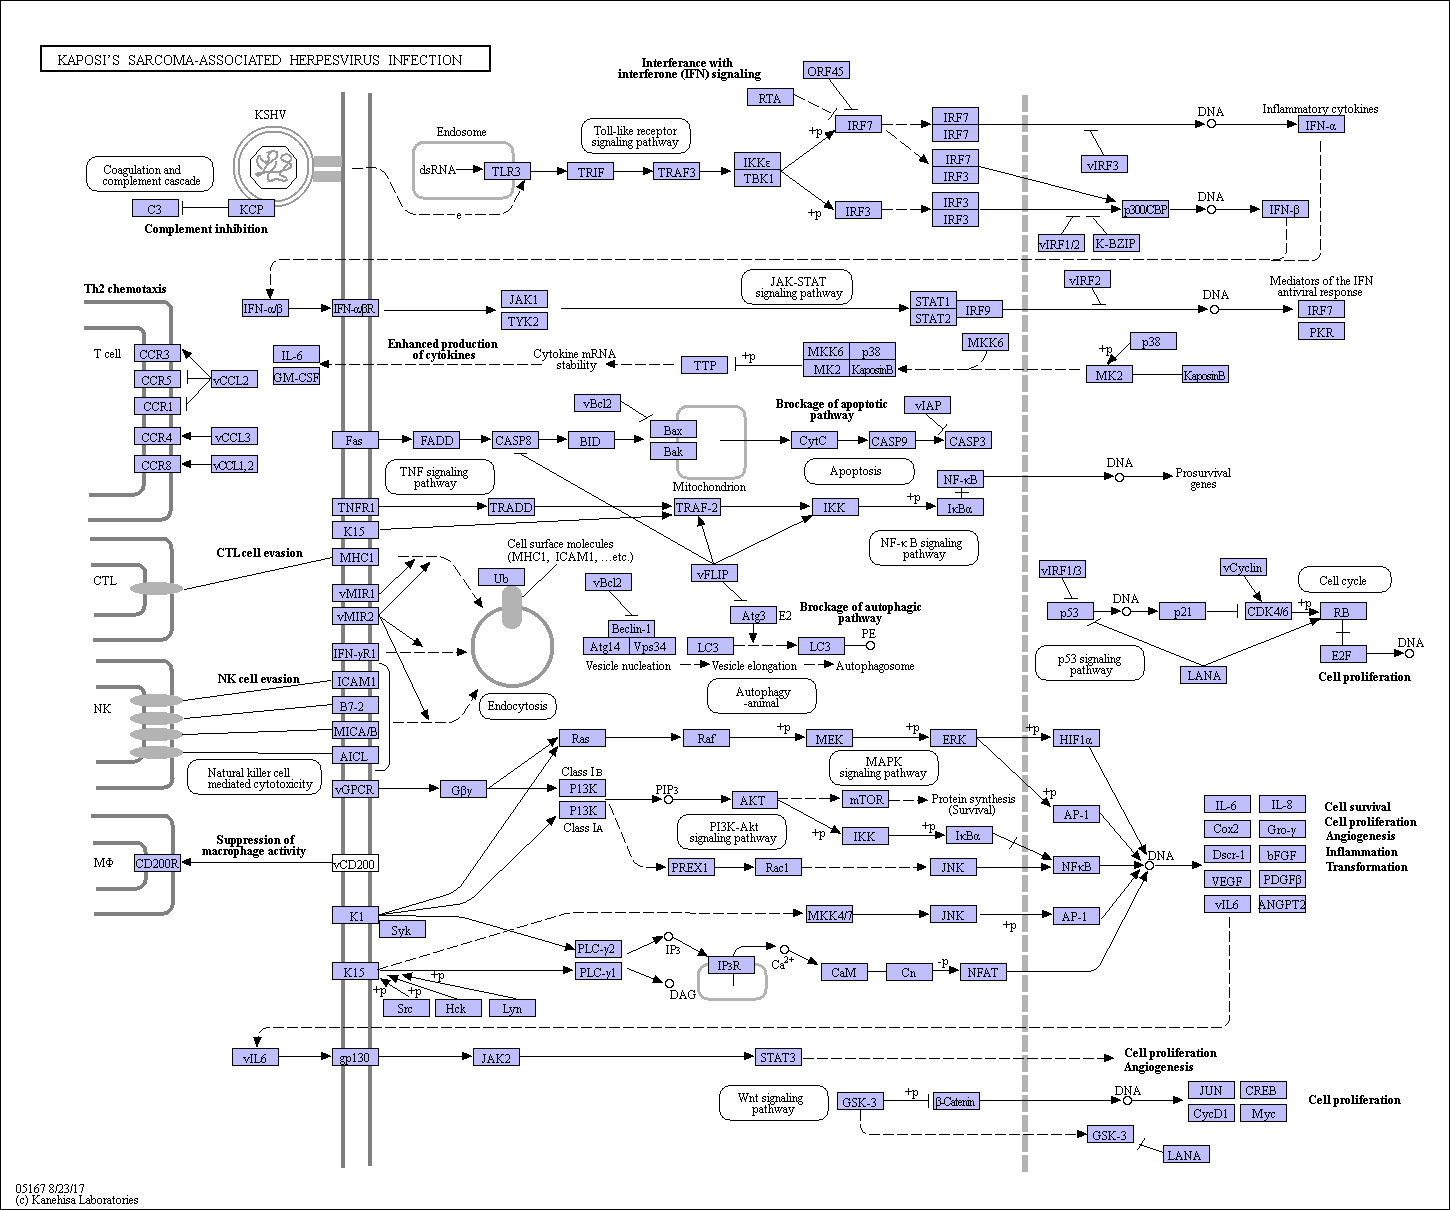 KAPOSI'S SARCOMA-ASSOCIATED HERPESVIRUS INFECTION
Interferance with
interferone (IFN) signaling
ORF45
RTA
KSHV
Endosome
Toll-like receptor
signaling pathway
+p
IRF7
IRF7
IRF7
DNA
Inflammatory cytokines
IFN-α
Coagulation and
complement cascade
dsRNA
TLR3
TRIF
TRAF3
IKKε
TBK1
IRF7
IRF3
vIRF3
C3
KCP
e
+p
IRF3
IRF3
IRF3
p300/CBP
DNA
IFN-β
Complement inhibition
vIRF1/2
K-BZIP
Th2 chemotaxis
IFN-α/β
IFN-α/βR
JAK1
TYK2
JAK-STAT
signaling pathway
STAT1
STAT2
IRF9
vIRF2
DNA
Mediators of the IFN
antiviral response
IRF7
PKR
T cell
CCR3
CCR5
CCR1
CCR4
CCR8
vCCL2
vCCL3
vCCL1,2
IL-6
GM-CSF
Enhanced production
of cytokines
Cytokine mRNA
stability
TTP
+p
MKK6
p38
MK2
KaposinB
MKK6
+p
p38
MK2
KaposinB
vBcl2
Brockage of apoptotic
pathway
vIAP
Fas
FADD
CASP8
BID
Bax
Bak
CytC
CASP9
CASP3
TNF signaling
pathway
Mitochondrion
Apoptosis
NF-κB
DNA
Prosurvival
genes
TNFR1
TRADD
TRAF-2
IKK
+p
IκBα
K15
NF-κ B signaling
pathway
CTL cell evasion
MHC1
Cell surface molecules
(MHC1, ICAM1, ...etc.)
CTL
vMIR1
vMIR2
Ub
vBcl2
vFLIP
Atg3
E2
Brockage of autophagic
pathway
Beclin-1
Atg14
Vps34
LC3
LC3
PE
Vesicle nucleation
Vesicle elongation
Autophagosome
IFN-γR1
Autophagy
-animal
Endocytosis
vIRF1/3
vCyclin
Cell cycle
p53
DNA
p21
CDK4/6
+p
RB
p53 signaling
pathway
LANA
E2F
DNA
Cell proliferation
NK cell evasion
NK
ICAM1
B7-2
MICA/B
AICL
Natural killer cell
mediated cytotoxicity
vGPCR
Gβγ
Ras
Raf
+p
MEK
+p
ERK
+p
HIF1α
MAPK
signaling pathway
Class IB
P13K
P13K
Class IA
PIP3
AKT
mTOR
Protein synthesis
(Survival)
+p
AP-1
PI3K-Akt
signaling pathway
+p
IKK
+p
IκBα
PREX1
Rac1
JNK
NFκB
DNA
IL-6
IL-8
Cox2
Gro-γ
Dscr-1
bFGF
VEGF
PDGFβ
vIL6
ANGPT2
Cell survival
Cell proliferation
Angiogenesis
Inflammation
Transformation
MΦ
CD200R
Suppression of
macrophage activity
vCD200
K1
Syk
MKK4/7
JNK
+p
AP-1
PLC-γ2
IP3
IP3R
Ca2+
K15
PLC-γ1
DAG
CaM
Cn
-p
NFAT
+p
+p
+p
Src
Hck
Lyn
vIL6
gp130
JAK2
STAT3
Cell proliferation
Angiogenesis
Wnt signaling
pathway
GSK-3
+p
β-Catenin
DNA
JUN
CREB
CycD1
Myc
Cell proliferation
GSK-3
LANA
05167 8/23/17
(c) Kanehisa Laboratories